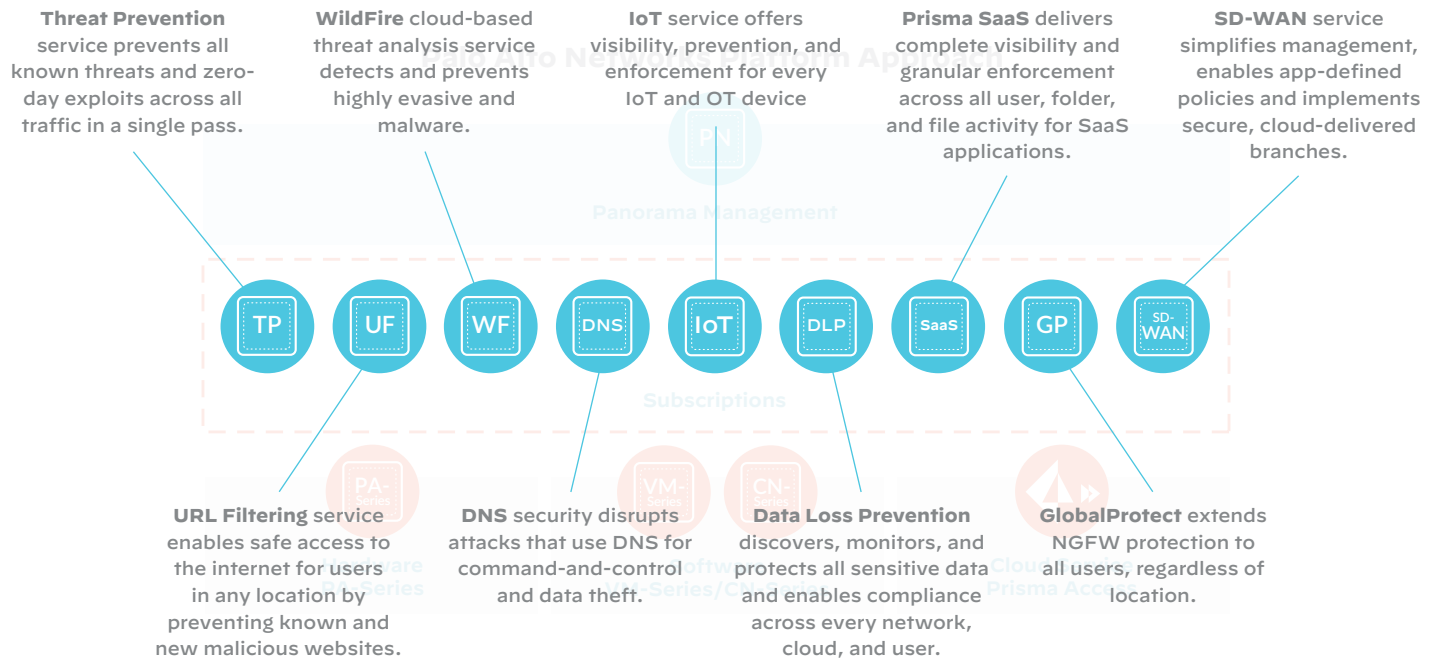 Palo Alto Networks Platform Approach
Threat Prevention
service prevents all
known threats and zero-
day exploits across all
traffic in a single pass.
WildFire cloud-based
threat analysis service
detects and prevents
highly evasive and
malware.
IoT service offers
visibility, prevention, and
enforcement for every
IoT and OT device
Prisma SaaS delivers
complete visibility and
granular enforcement
across all user, folder,
and file activity for SaaS
applications.
SD-WAN service
simplifies management,
enables app-defined
policies and implements
secure, cloud-delivered
branches.
PN
Panorama Management
TP
UF
WF
DNS
IoT
DLP
SaaS
GP
SD-
WAN
Subscriptions
PA-
Series
VM-
Series
CN-
Series
URL Filtering service
enables safe access to
the internet for users
in any location by
preventing known and
new malicious websites.
DNS security disrupts
attacks that use DNS for
command-and-control
and data theft.
Data Loss Prevention
discovers, monitors, and
protects all sensitive data
and enables compliance
across every network,
cloud, and user.
GlobalProtect extends
NGFW protection to
all users, regardless of
location.
Hardware
PA-Series
Software
VM-Series/CN-Series
Cloud Service
Prisma Access